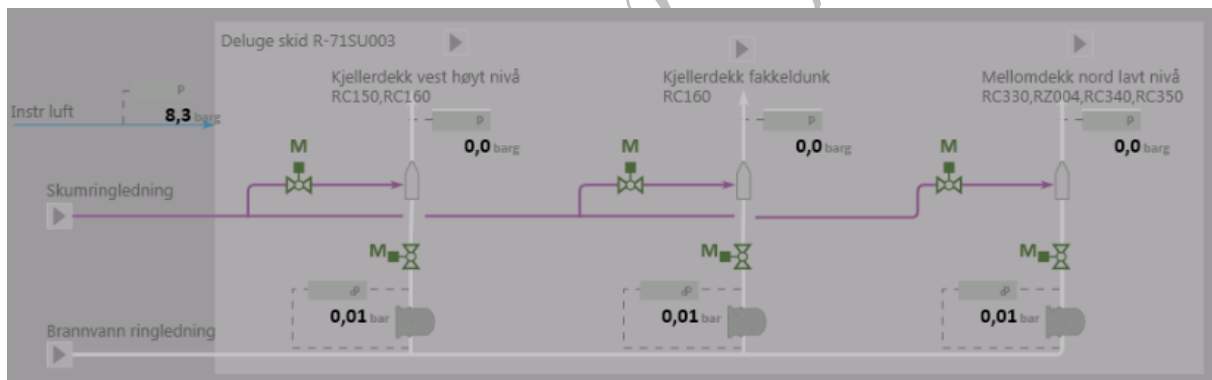 Deluge skid R-71SU003
Kjellerdekk vest høyt nivå
RC150,RC160
Kjellerdekk fakkeldunk
RC160
Mellomdekk nord lavt nivå
RC330,RZ004,RC340,RC350
P
Instr luft
8,3 barg
P
0,0 barg
P
0,0 barg
P
0,0 barg
M
M
M
Skumringledning
M
M
M
dP
0,01 bar
dP
0,01 bar
dP
0,01 bar
Brannvann ringledning